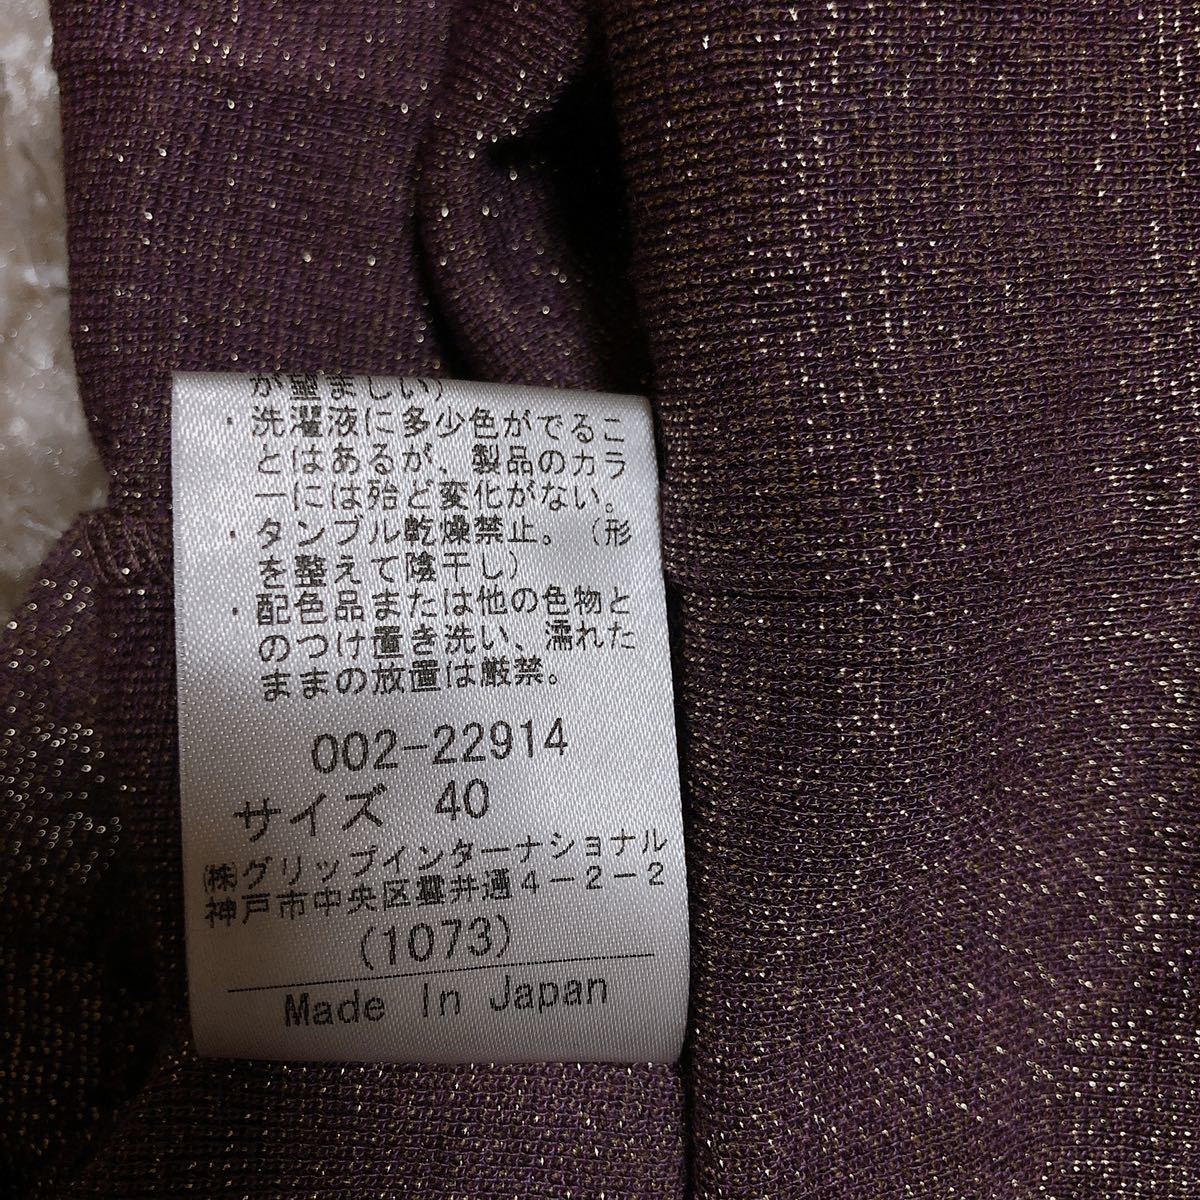 が望ましい)
・洗濯液に多少色がでるこ
とはあるが、製品のカラ
ーには殆ど変化がない。
・タンブル乾燥禁止。(形
を整えて陰干し)
・配色品または他の色物と
のつけ置き洗い、濡れた
ままの放置は厳禁。
002-22914
サイズ 40
㈱グリップインターナショナル
神戸市中央区雲井通4-2-2
(1073)
Made In Japan